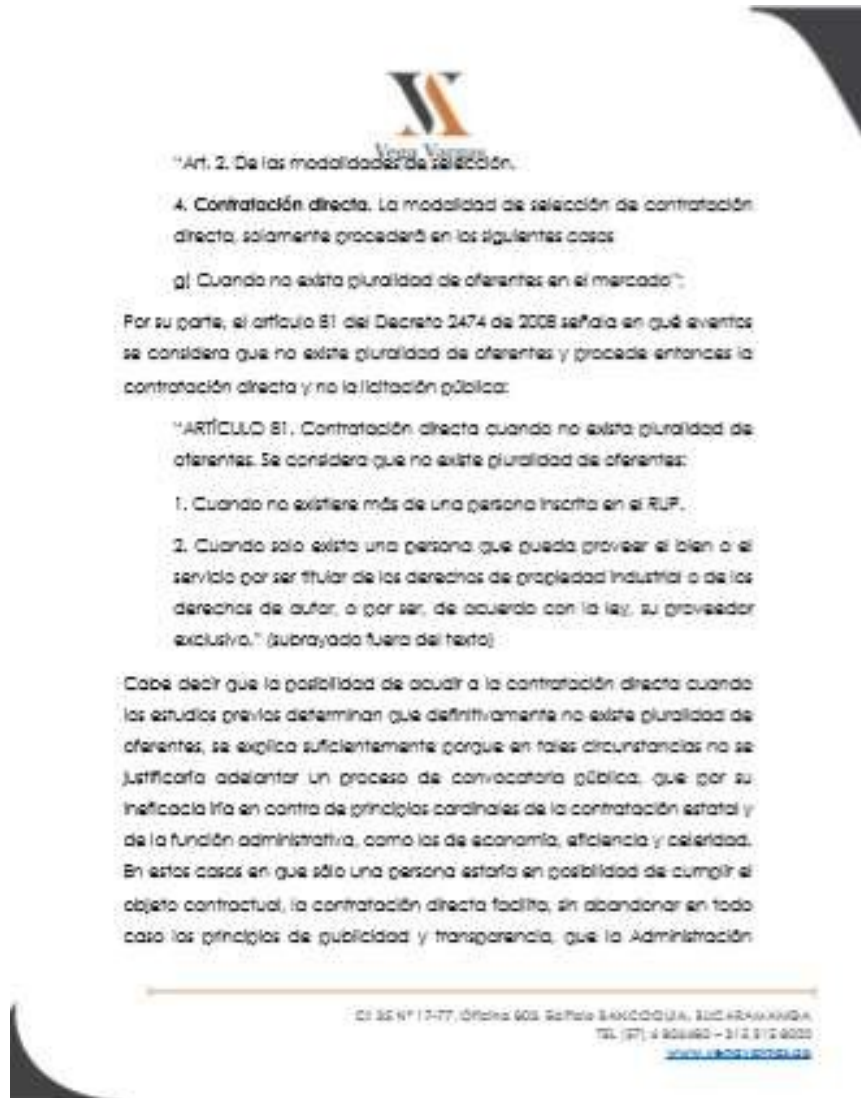 Vega Vargas
"Art. 2. De las modalidades de selección.
4. Contratación directa. La modalidad de selección de contratación
directa, solamente procederá en los siguientes casos
g) Cuando no exista pluralidad de oferentes en el mercado";
Por su parte, el artículo 81 del Decreto 2474 de 2008 señala en qué eventos
se considera que no existe pluralidad de oferentes y procede entonces la
contratación directa y no la licitación pública:
"ARTÍCULO 81. Contratación directa cuando no exista pluralidad de
oferentes. Se considera que no existe pluralidad de oferentes:
1. Cuando no existiere más de una persona inscrita en el RUP.
2. Cuando solo exista una persona que pueda proveer el bien o el
servicio por ser titular de los derechos de propiedad industrial o de los
derechos de autor, o por ser, de acuerdo con la ley, su proveedor
exclusivo." (subrayado fuera del texto)
Cabe decir que la posibilidad de acudir a la contratación directa cuando
los estudios previos determinan que definitivamente no existe pluralidad de
oferentes, se explica suficientemente porque en tales circunstancias no se
justificaría adelantar un proceso de convocatoria pública, que por su
ineficacia iría en contra de principios cardinales de la contratación estatal y
de la función administrativa, como los de economía, eficiencia y celeridad.
En estos casos en que sólo una persona estaría en posibilidad de cumplir el
objeto contractual, la contratación directa facilita, sin abandonar en todo
caso los principios de publicidad y transparencia, que la Administración
Nº 17-77, Oficina BUCARAMANGA
TEL (57)